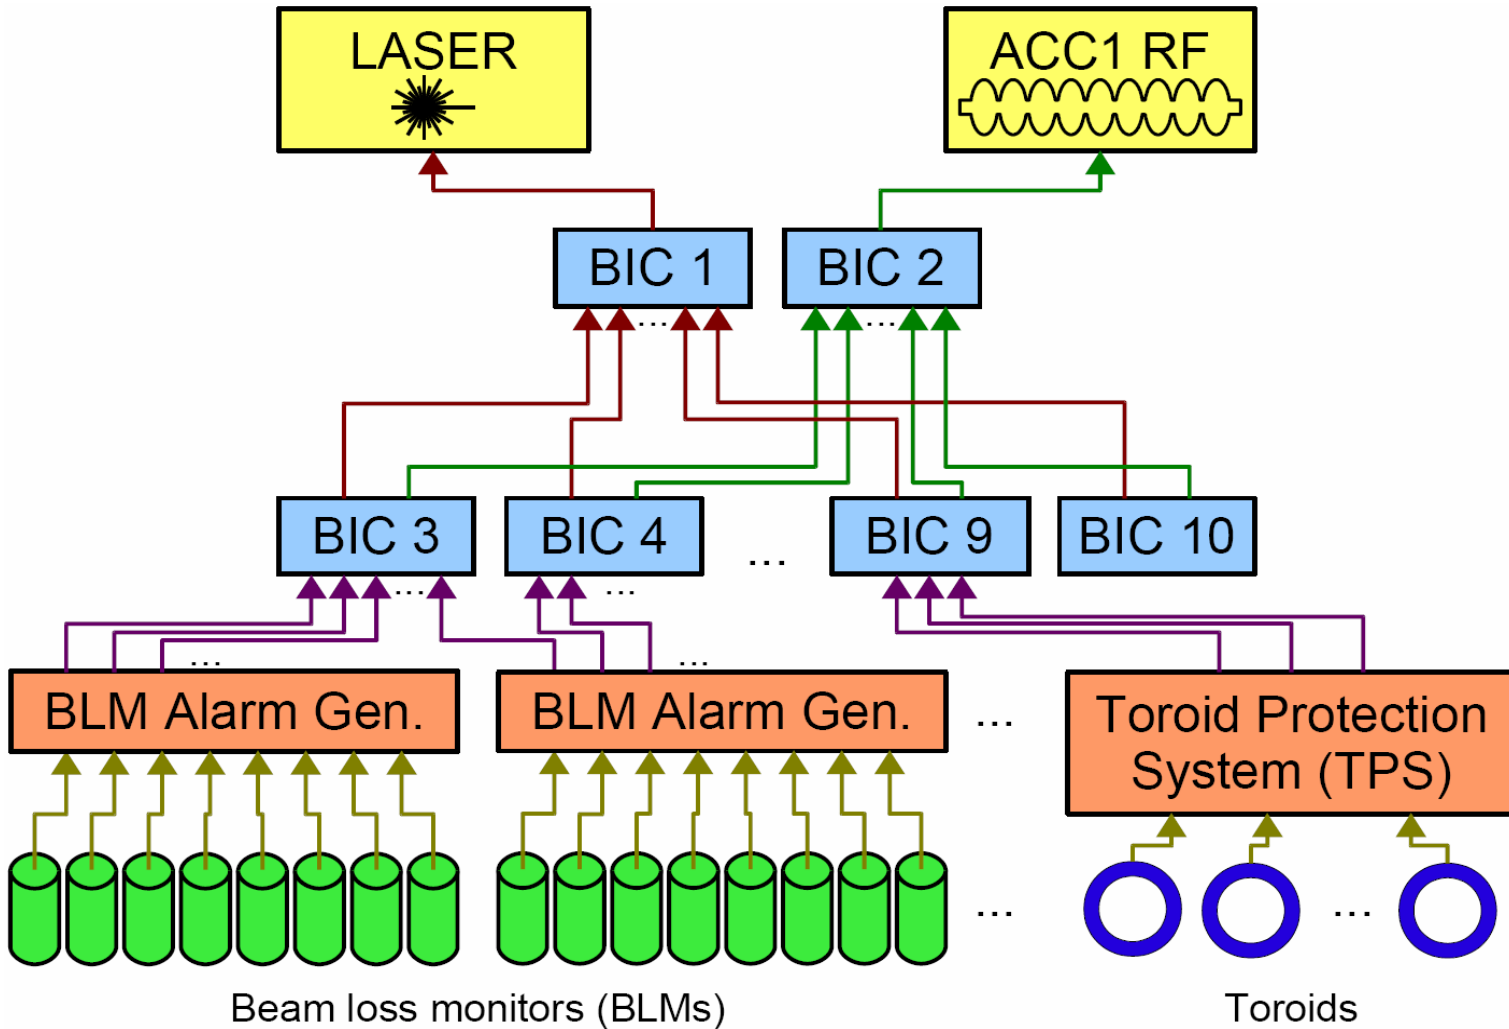 LASER
ACC1 RF
BIC 1
BIC 2
...
...
BIC 3
BIC 4
...
BIC 9
BIC 10
...
...
...
...
BLM Alarm Gen.
BLM Alarm Gen.
...
Toroid Protection
System (TPS)
...
...
Beam loss monitors (BLMs)
Toroids